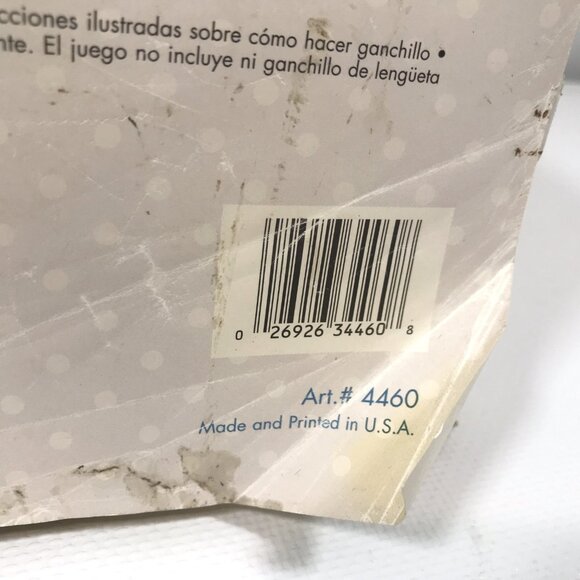 cciones ilustradas sobre cómo hacer ganchillo •
nte. El juego no incluye ni ganchillo de lengüeta
0 26926 34460 8
Art.# 4460
Made and Printed in U.S.A.